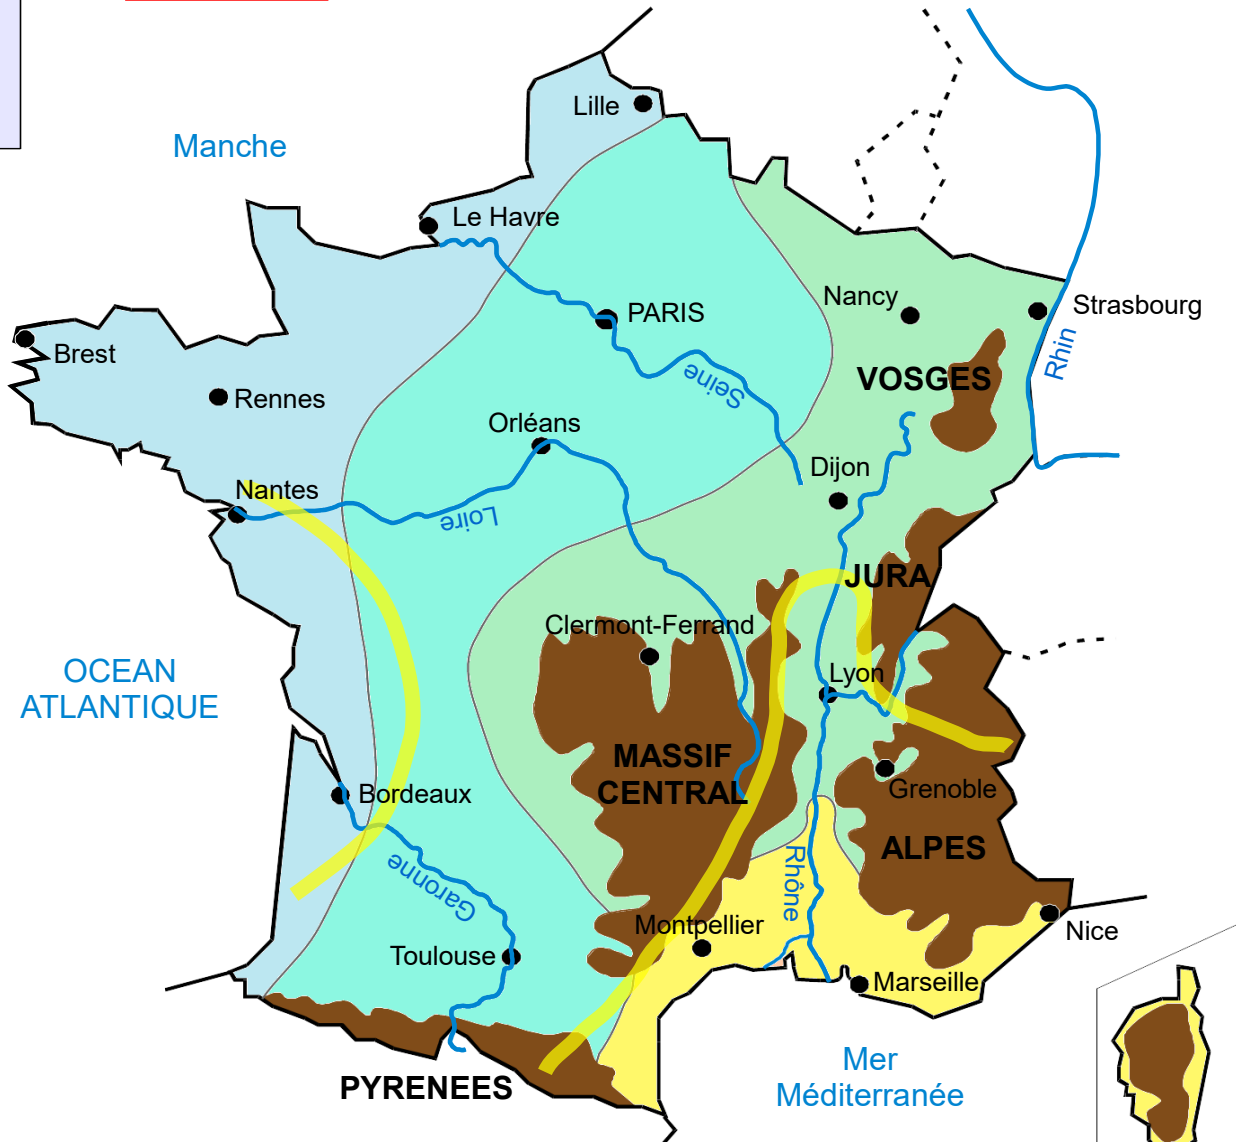 Lille
Manche
Le Havre
Nancy
Strasbourg
PARIS
Rhin
Brest
VOSGES
Seine
Rennes
Orléans
Dijon
Nantes
Loire
JURA
Clermont-Ferrand
OCEAN
ATLANTIQUE
Lyon
MASSIF
CENTRAL
Bordeaux
Grenoble
ALPES
Garonne
Rhône
Montpellier
Nice
Toulouse
Marseille
Mer
Méditerranée
PYRENEES